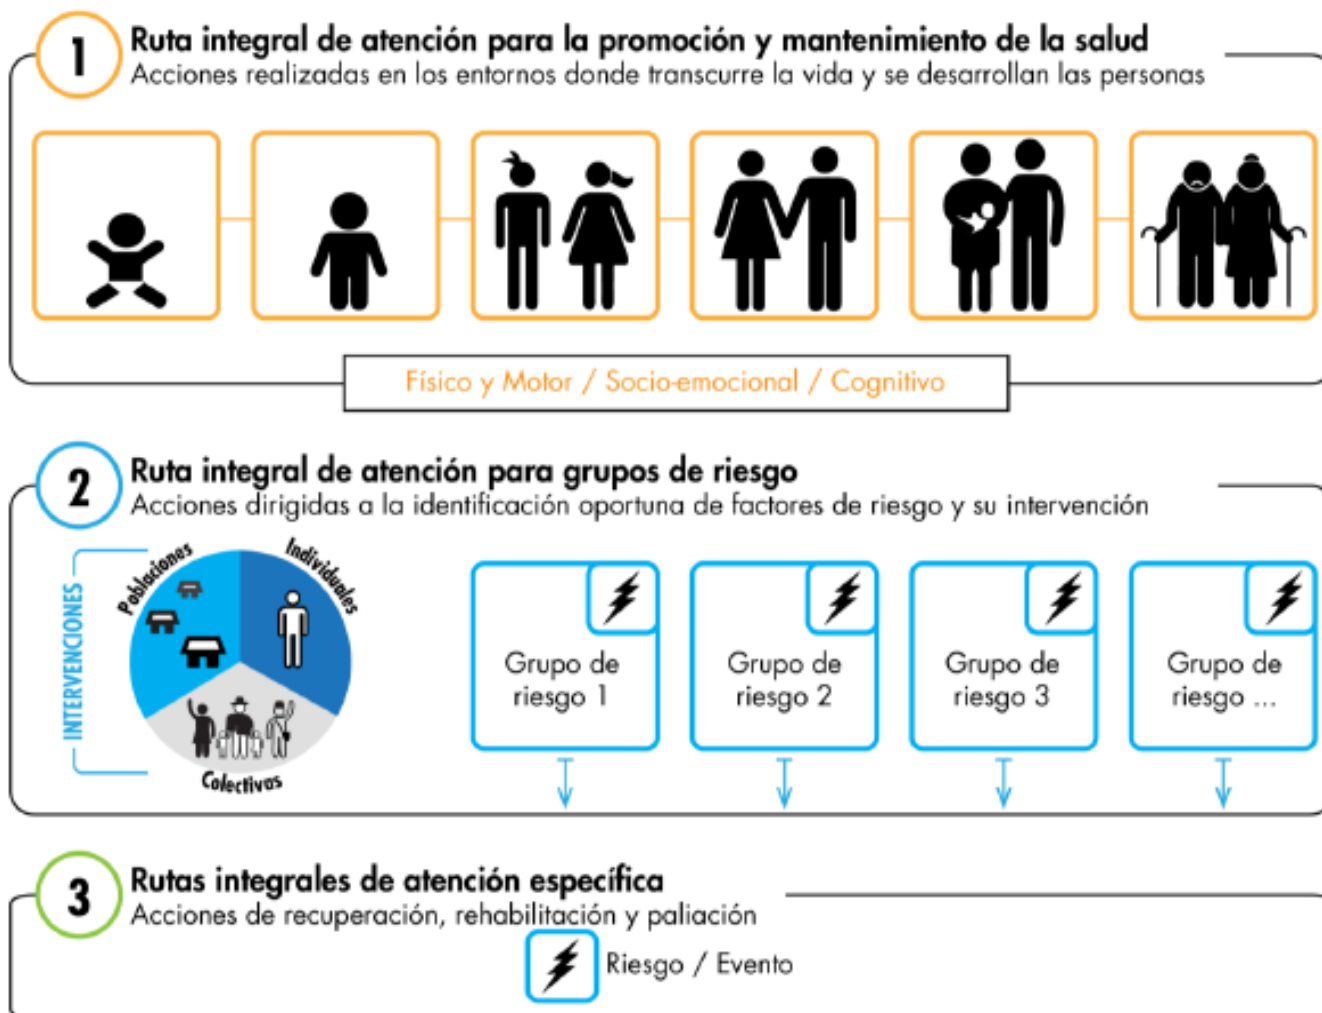 1
Ruta integral de atención para la promoción y mantenimiento de la salud
Acciones realizadas en los entornos donde transcurre la vida y se desarrollan las personas
Físico y Motor / Socio-emocional / Cognitivo
2
Ruta integral de atención para grupos de riesgo
Acciones dirigidas a la identificación oportuna de factores de riesgo y su intervención
INTERVENCIONES
Poblaciones
Individuales
Colectivas
Grupo de
riesgo 1
Grupo de
riesgo 2
Grupo de
riesgo 3
Grupo de
riesgo ...
3
Rutas integrales de atención específica
Acciones de recuperación, rehabilitación y paliación
Riesgo / Evento